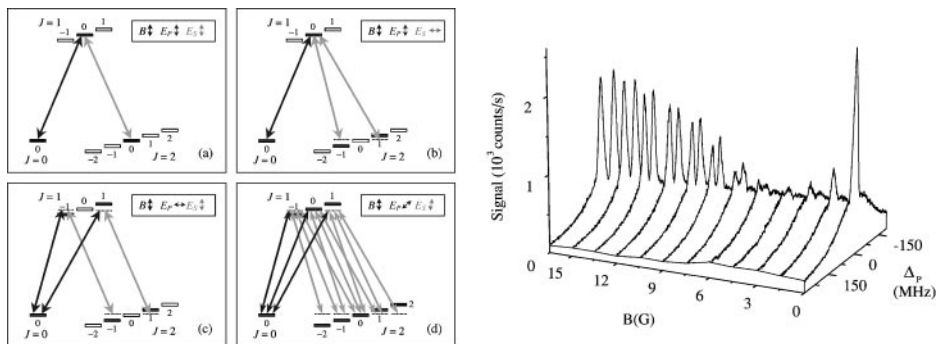 J = 1
0
1
-1
B E_P E_S
0
J = 0
-2
-1
0
1
2
J = 2
(a)
J = 1
0
1
-1
B E_P E_S
0
J = 0
-2
-1
0
1
2
J = 2
(b)
J = 1
-1
0
1
B E_P E_S
0
J = 0
-2
-1
0
1
2
J = 2
(c)
J = 1
-1
0
1
B E_P E_S
0
J = 0
-2
-1
0
1
2
J = 2
(d)
Signal (10³ counts/s)
2
1
0
15
12
9
6
3
0
B(G)
-150
0
150
Δ_P
(MHz)